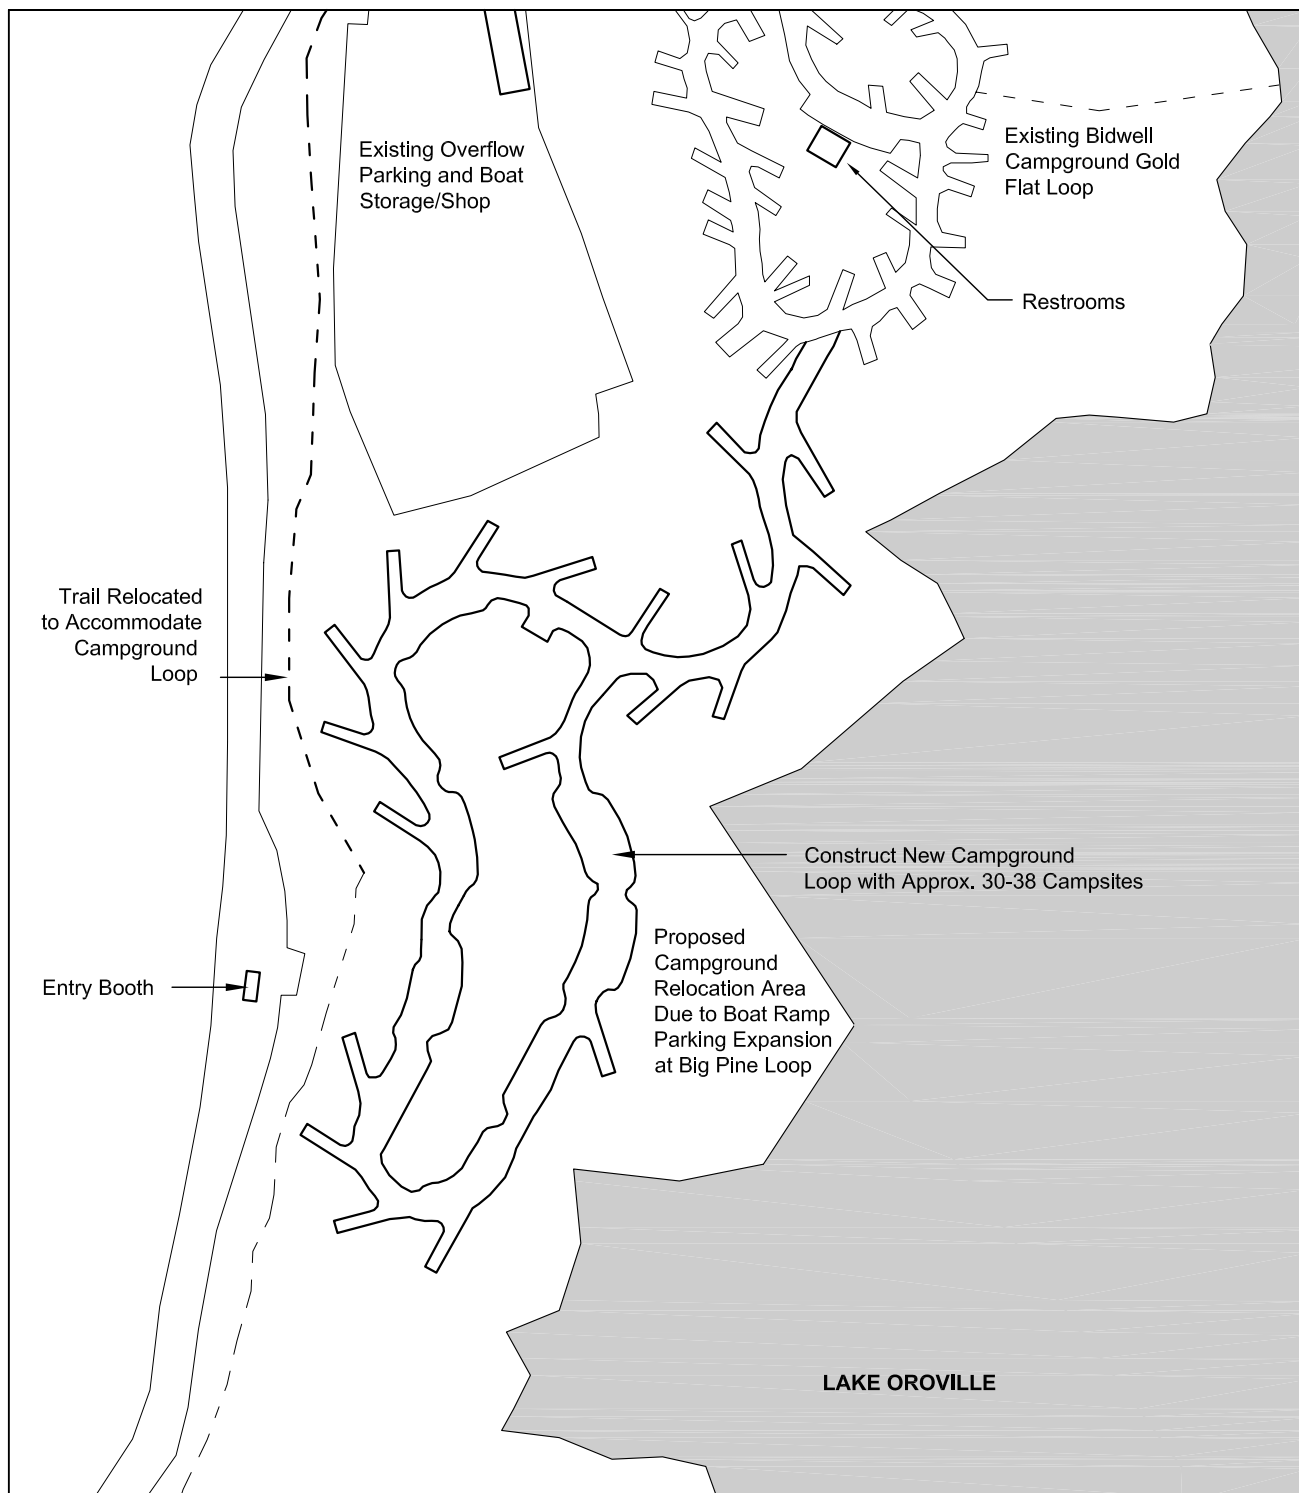 Existing Overflow
Parking and Boat
Storage/Shop
Existing Bidwell
Campground Gold
Flat Loop
Restrooms
Trail Relocated
to Accommodate
Campground
Loop
Construct New Campground
Loop with Approx. 30-38 Campsites
Proposed
Campground
Relocation Area
Due to Boat Ramp
Parking Expansion
at Big Pine Loop
Entry Booth
LAKE OROVILLE